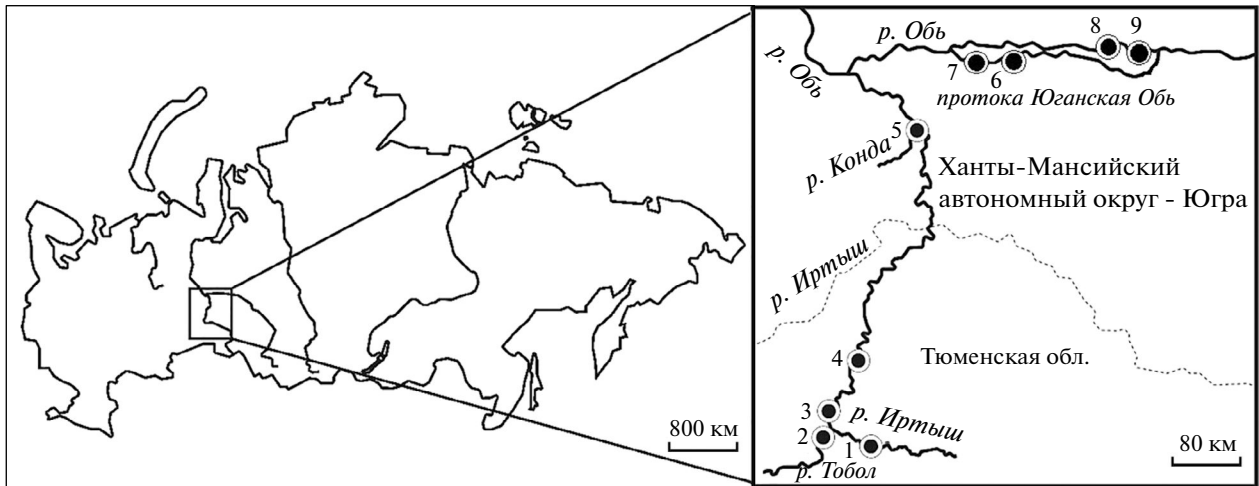 800 км
р. Обь
р. Обь
8
9
7
6
протока Юганская Обь
5
р. Конда
Ханты-Мансийский
автономный округ - Югра
р. Иртыш
4
Тюменская обл.
3
р. Иртыш
2
1
р. Тобол
80 км